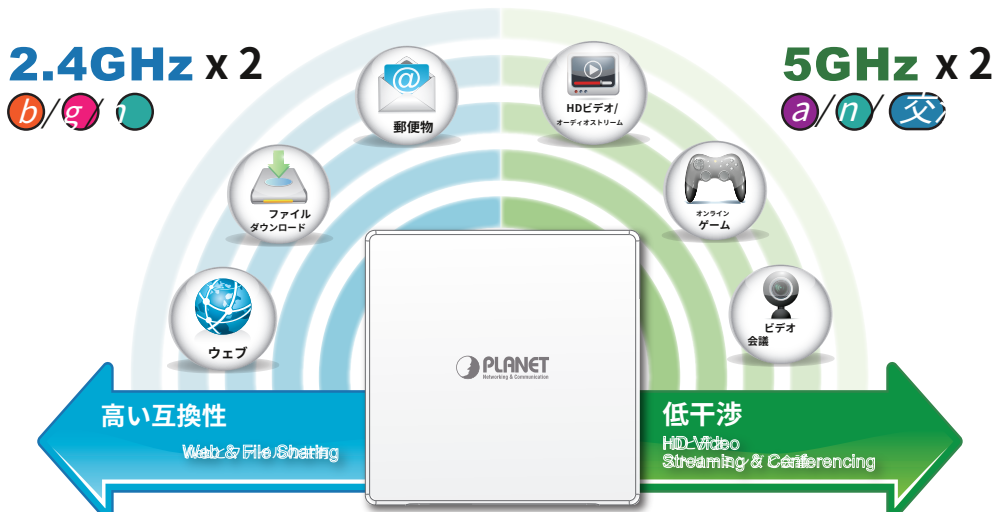 2.4GHz x 2
b/g/n
5GHz x 2
a/n/交
郵便物
HDビデオ/
オーディオストリーム
ファイル
ダウンロード
オンライン
ゲーム
ウェブ
ビデオ
会議
PLANET
Networking & Communication
高い互換性
Web & File Sharing
低干渉
HD Video
Streaming & Conferencing